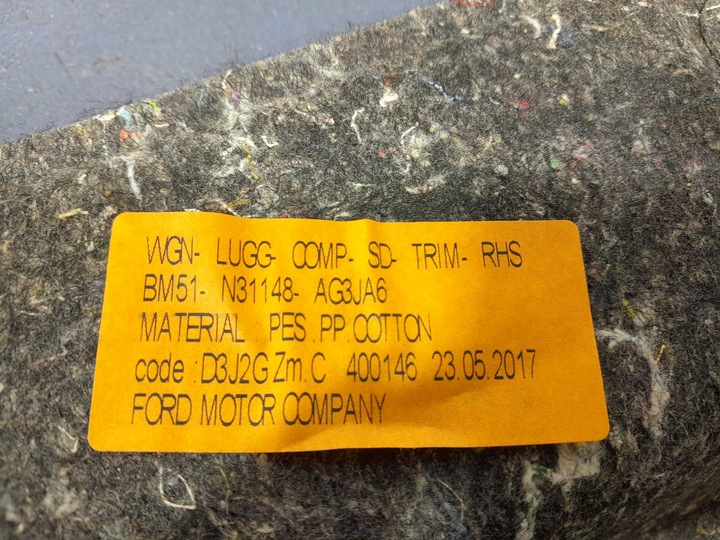 WGN- LUGG- COMP- SD- TRIM- RHS
BM51- N31148- AG3JA6
MATERIAL PES.PP.COTTON
code :D3J2G Zm.C 400146 23.05.2017
FORD MOTOR COMPANY